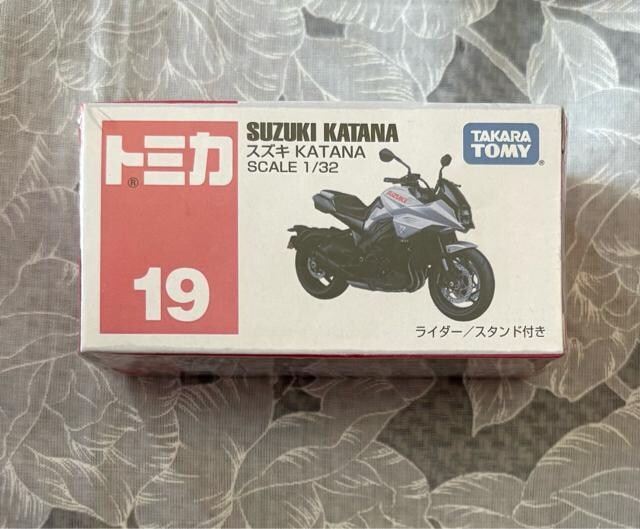 トミカ
®
19
SUZUKI KATANA
スズキ KATANA
SCALE 1/32
TAKARA
TOMY
®
SUZUKI
ライダー／スタンド付き